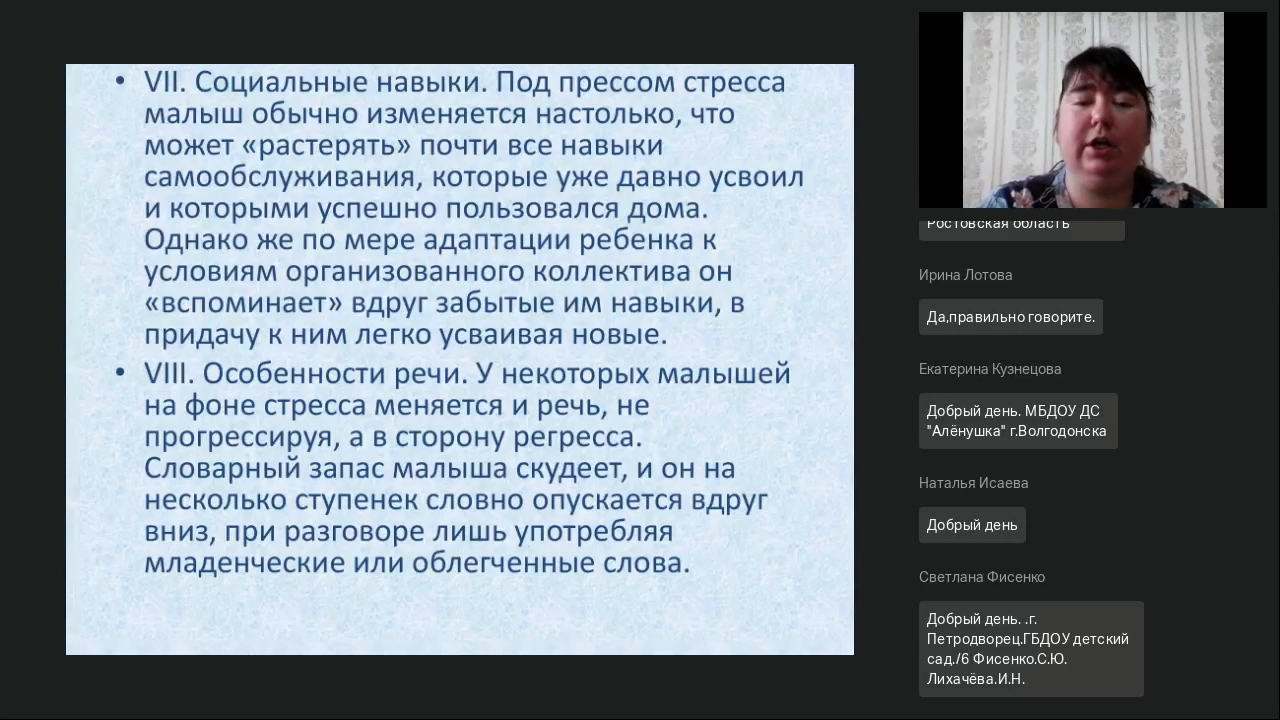 • VII. Социальные навыки. Под прессом стресса
малыш обычно изменяется настолько, что
может «растерять» почти все навыки
самообслуживания, которые уже давно усвоил
и которыми успешно пользовался дома.
Однако же по мере адаптации ребенка к
условиям организованного коллектива он
«вспоминает» вдруг забытые им навыки, в
придачу к ним легко усваивая новые.
• VIII. Особенности речи. У некоторых малышей
на фоне стресса меняется и речь, не
прогрессируя, а в сторону регресса.
Словарный запас малыша скудеет, и он на
несколько ступенек словно опускается вдруг
вниз, при разговоре лишь употребляя
младенческие или облегченные слова.
Ростовская область
Ирина Лотова
Да,правильно говорите.
Екатерина Кузнецова
Добрый день. МБДОУ ДС
"Алёнушка" г.Волгодонска
Наталья Исаева
Добрый день
Светлана Фисенко
Добрый день. .г.
Петродворец.ГБДОУ детский
сад./6 Фисенко.С.Ю.
Лихачёва.И.Н.